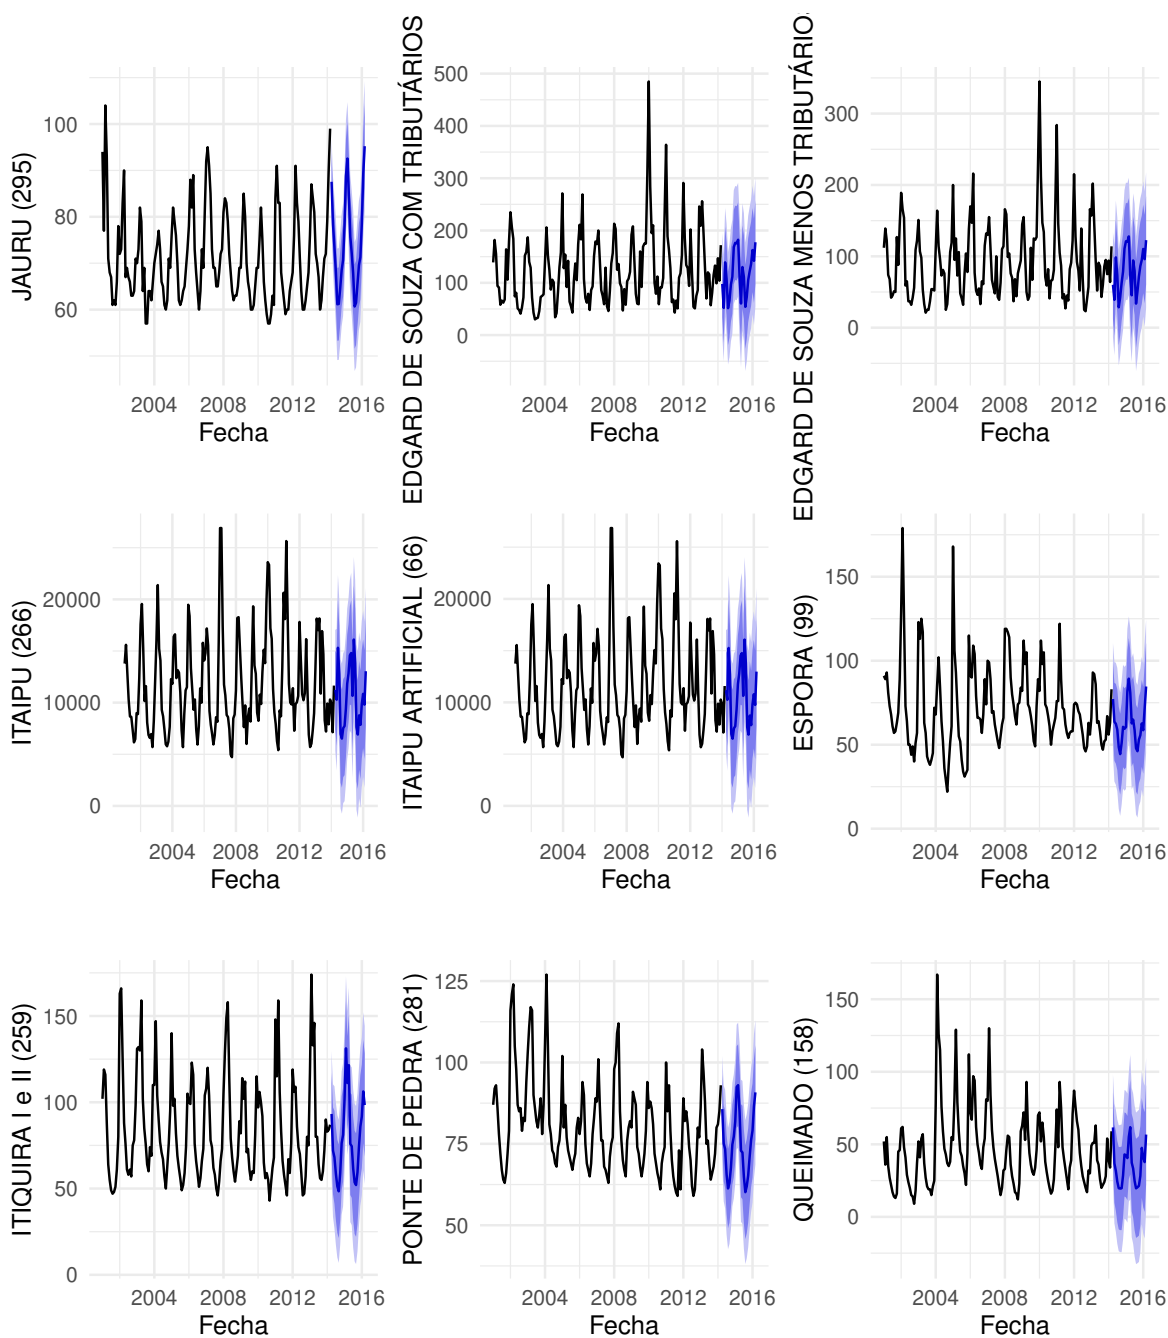 JAURU (295)
100
80
60
2004 2008 2012 2016
Fecha
EDGARD DE SOUZA COM TRIBUTÁRIOS
500
400
300
200
100
0
2004 2008 2012 2016
Fecha
EDGARD DE SOUZA MENOS TRIBUTÁRIO
300
200
100
0
2004 2008 2012 2016
Fecha
ITAIPU (266)
20000
10000
0
2004 2008 2012 2016
Fecha
ITAIPU ARTIFICIAL (66)
20000
10000
0
2004 2008 2012 2016
Fecha
ESPORA (99)
150
100
50
0
2004 2008 2012 2016
Fecha
ITIQUIRA I e II (259)
150
100
50
0
2004 2008 2012 2016
Fecha
PONTE DE PEDRA (281)
125
100
75
50
2004 2008 2012 2016
Fecha
QUEIMADO (158)
150
100
50
0
2004 2008 2012 2016
Fecha